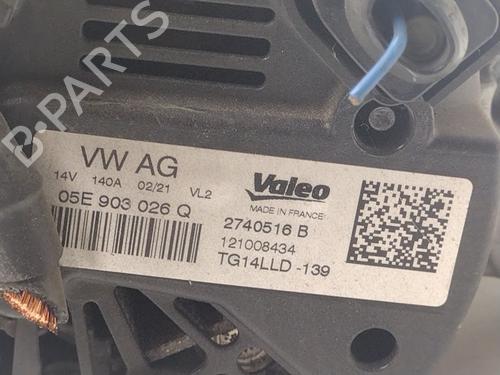 B-PARTS
VW AG
14V 140A 02/21 VL2
05E 903 026 Q
Valeo
MADE IN FRANCE
2740516 B
121008434
TG14LLD -139